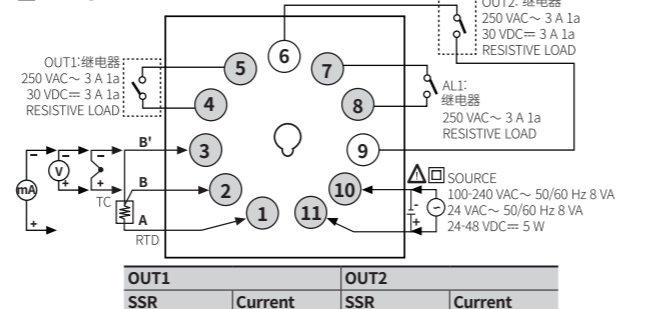 OUT2: 继电器
250 VAC～ 3 A 1a
30 VDC⎓ 3 A 1a
RESISTIVE LOAD
OUT1:继电器
250 VAC～ 3 A 1a
30 VDC⎓ 3 A 1a
RESISTIVE LOAD
6
5
7
4
8
AL1:
继电器
250 VAC～ 3 A 1a
RESISTIVE LOAD
B'
3
9
mA
V
TC
B
2
10
A
1
11
RTD
SOURCE
100-240 VAC～ 50/60 Hz 8 VA
24 VAC～ 50/60 Hz 8 VA
24-48 VDC⎓ 5 W
OUT1 OUT2
SSR Current SSR Current